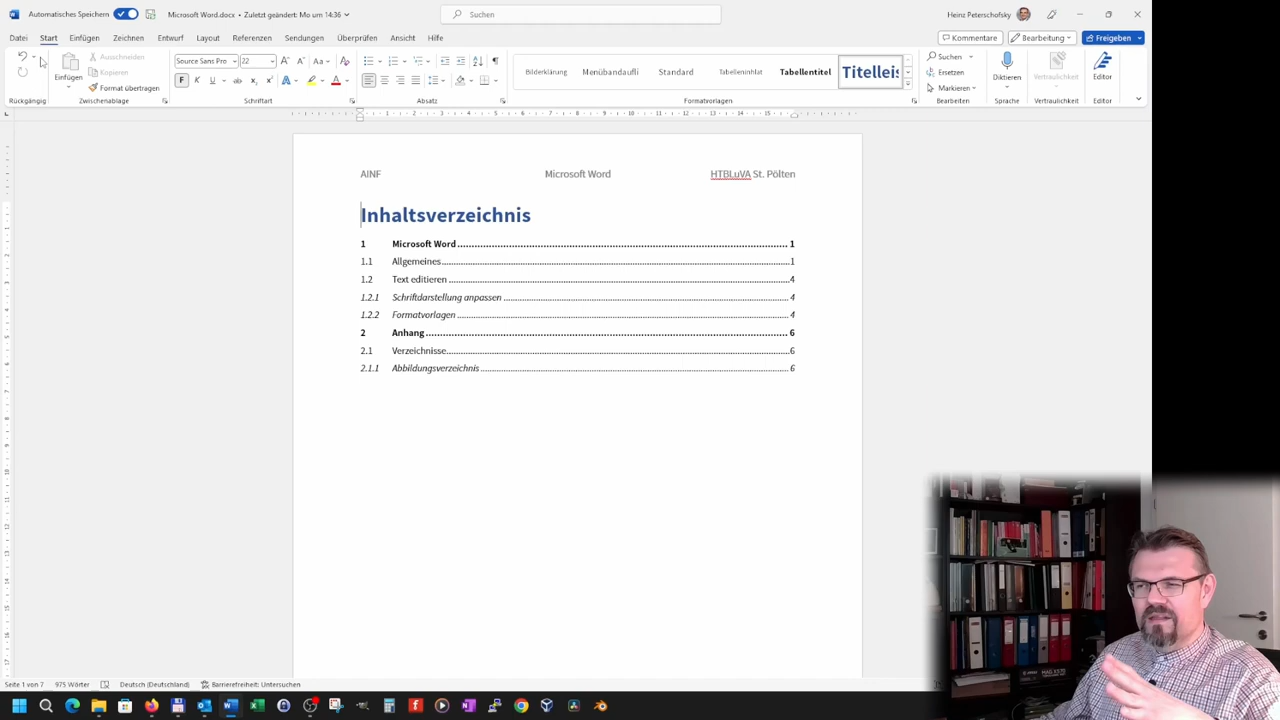 Automatisches Speichern
Microsoft Word.docx • Zuletzt geändert: Mo um 14:36
Suchen
Heinz Peterschofsky
Datei Start Einfügen Zeichnen Entwurf Layout Referenzen Sendungen Überprüfen Ansicht Hilfe
Kommentare Bearbeitung Freigeben
Einfügen
Ausschneiden
Kopieren
Format übertragen
Source Sans Pro 22
Bilderklärung Menübandaufli Standard Tabelleninhalt Tabellentitel Titelleis
Suchen
Ersetzen
Markieren
Diktieren
Vertraulichkeit
Editor
Rückgängig Zwischenablage Schriftart Absatz Formatvorlagen Bearbeiten Sprache Vertraulichkeit Editor
AINF Microsoft Word HTBLuVA St. Pölten
Inhaltsverzeichnis
1 Microsoft Word 1
1.1 Allgemeines 1
1.2 Text editieren 4
1.2.1 Schriftdarstellung anpassen 4
1.2.2 Formatvorlagen 4
2 Anhang 6
2.1 Verzeichnisse 6
2.1.1 Abbildungsverzeichnis 6
Seite 1 von 7 975 Wörter Deutsch (Deutschland) Barrierefreiheit: Untersuchen